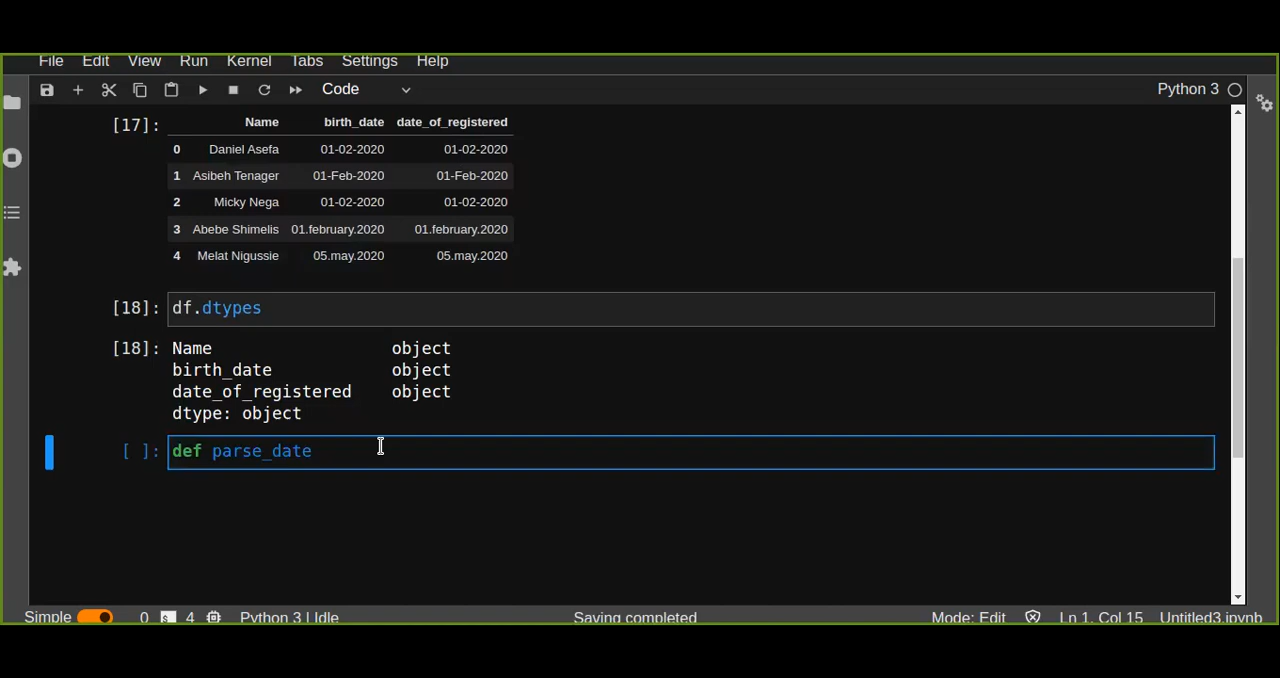 File Edit View Run Kernel Tabs Settings Help
Code Python 3
[17]: Name birth_date date_of_registered
0 Daniel Asefa 01-02-2020 01-02-2020
1 Asibeh Tenager 01-Feb-2020 01-Feb-2020
2 Micky Nega 01-02-2020 01-02-2020
3 Abebe Shimelis 01.february.2020 01.february.2020
4 Melat Nigussie 05.may.2020 05.may.2020
[18]: df.dtypes
[18]: Name object
birth_date object
date_of_registered object
dtype: object
[ ]: def parse_date
Simple 0 $ 4 Python 3 | Idle Saving completed Mode: Edit Ln 1, Col 15 Untitled3.ipynb